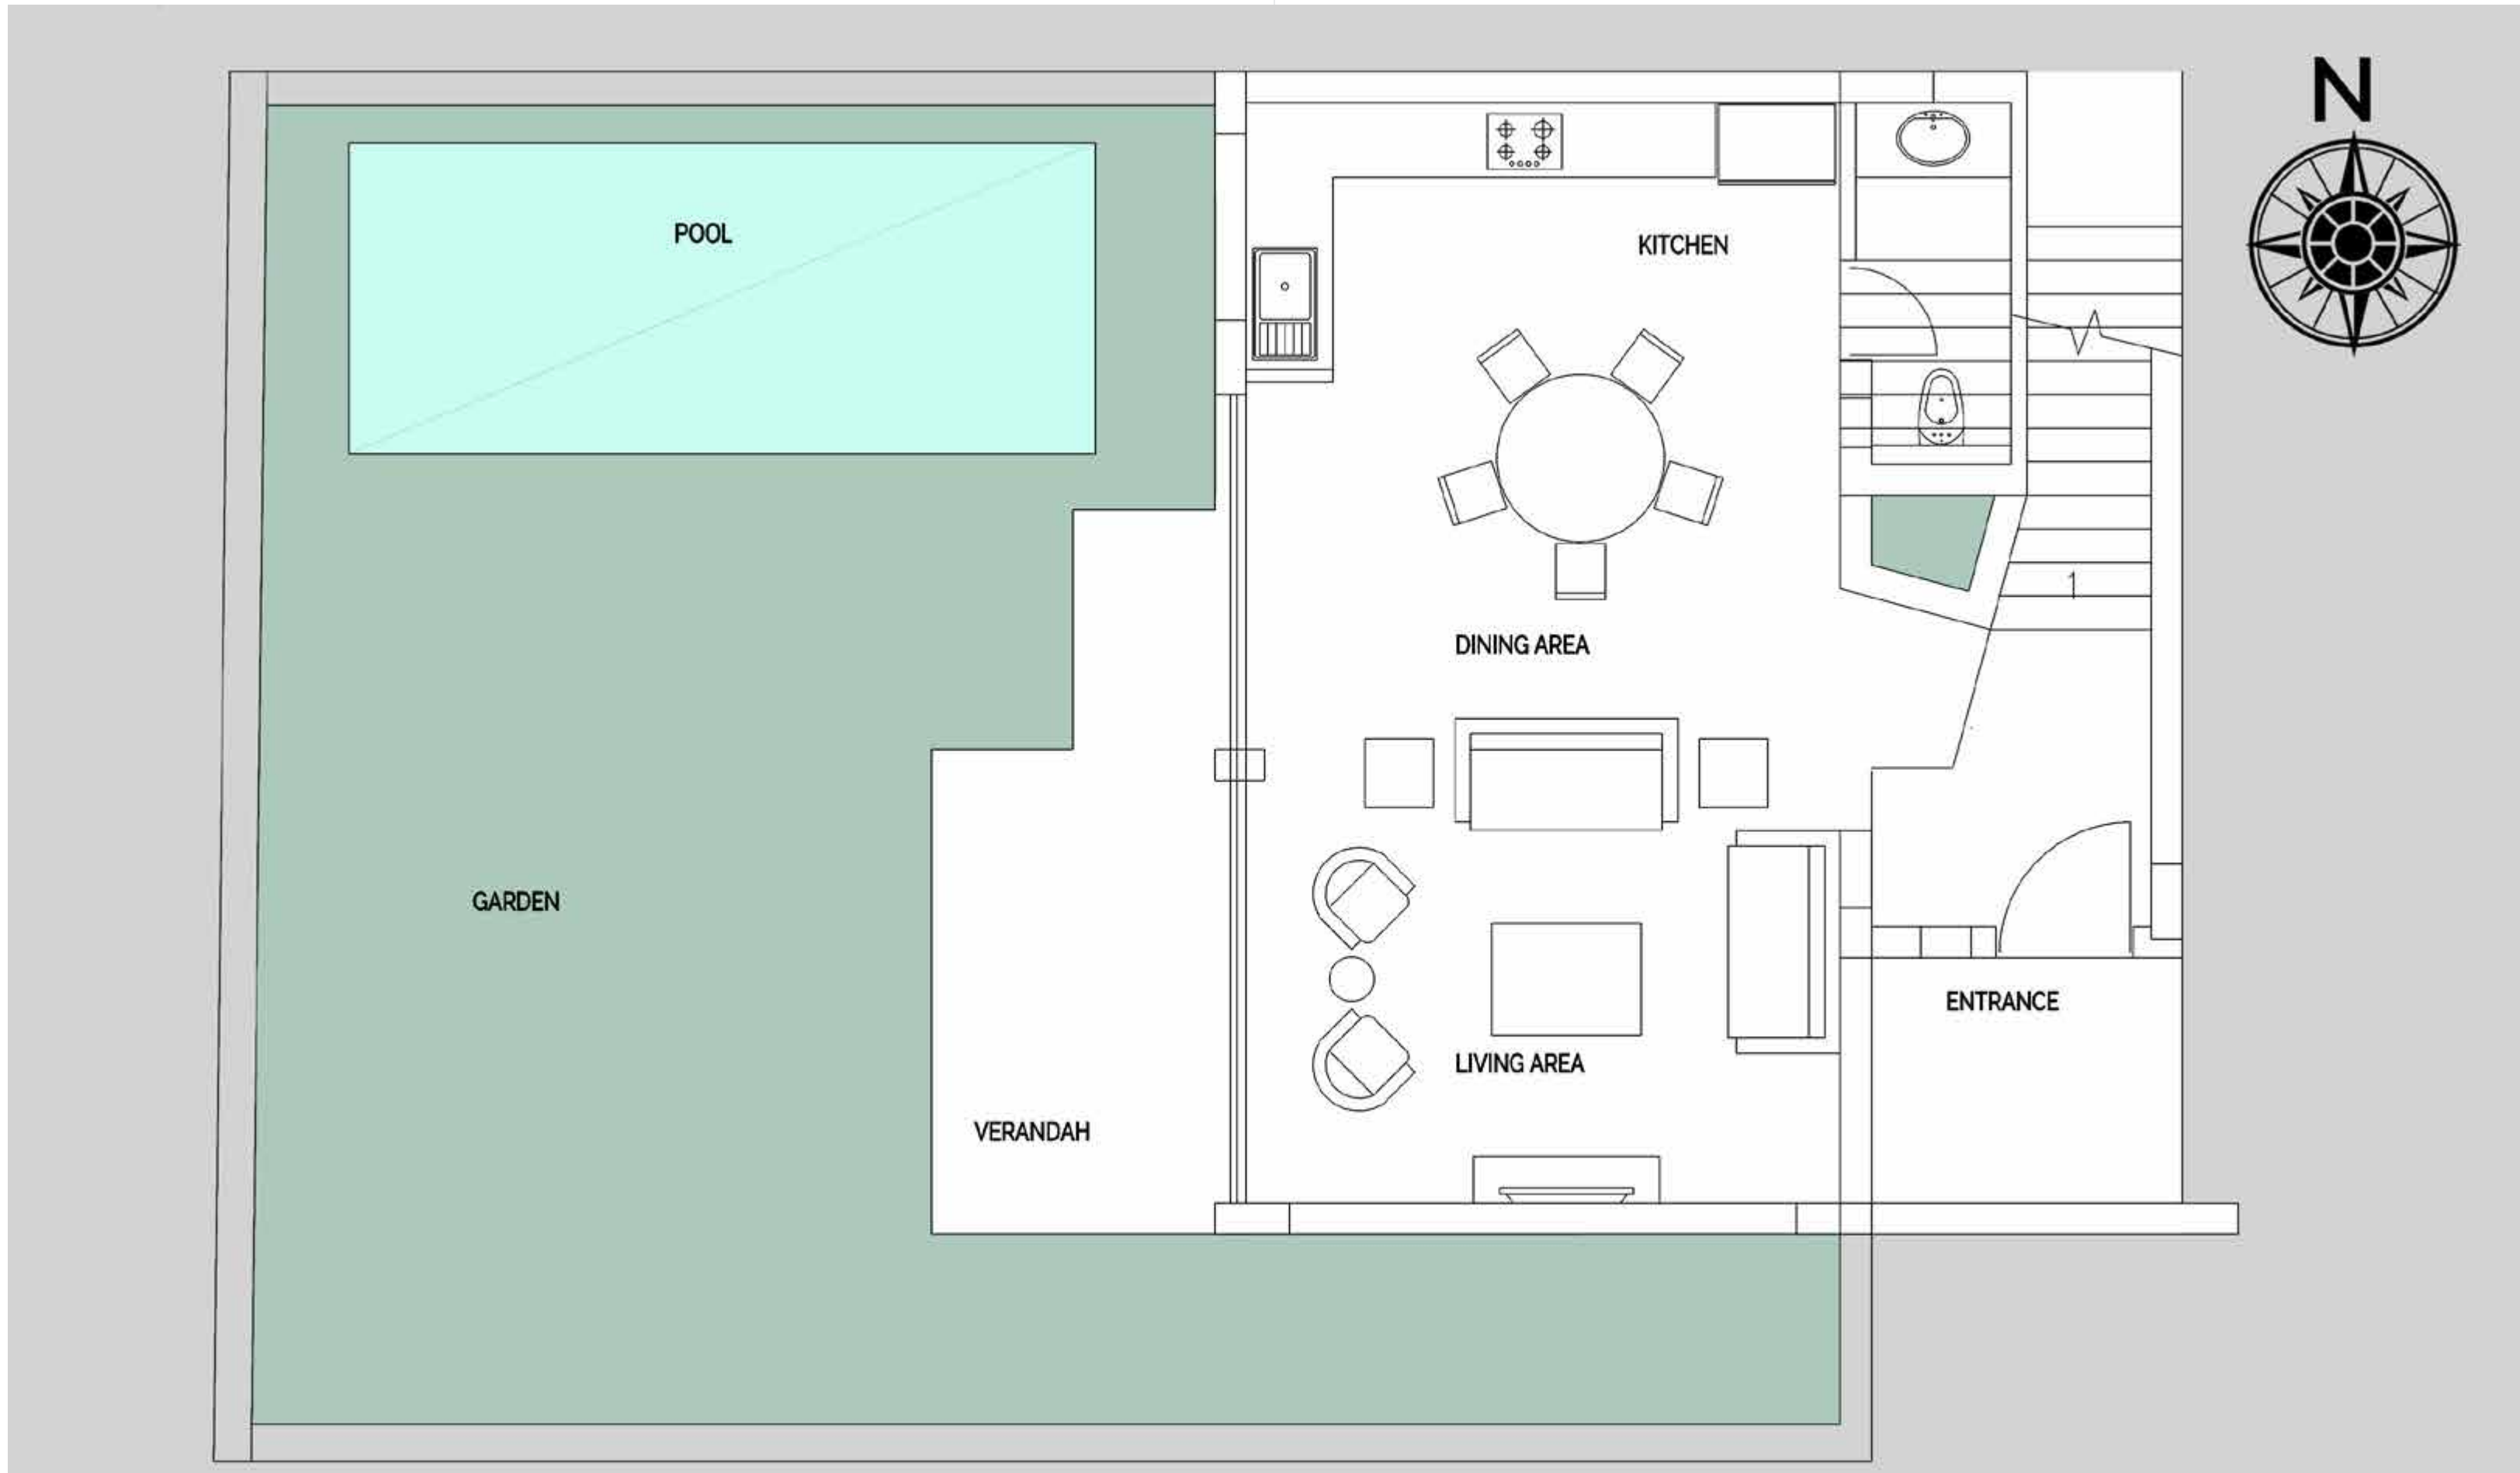 N
POOL
KITCHEN
1
DINING AREA
GARDEN
ENTRANCE
LIVING AREA
VERANDAH